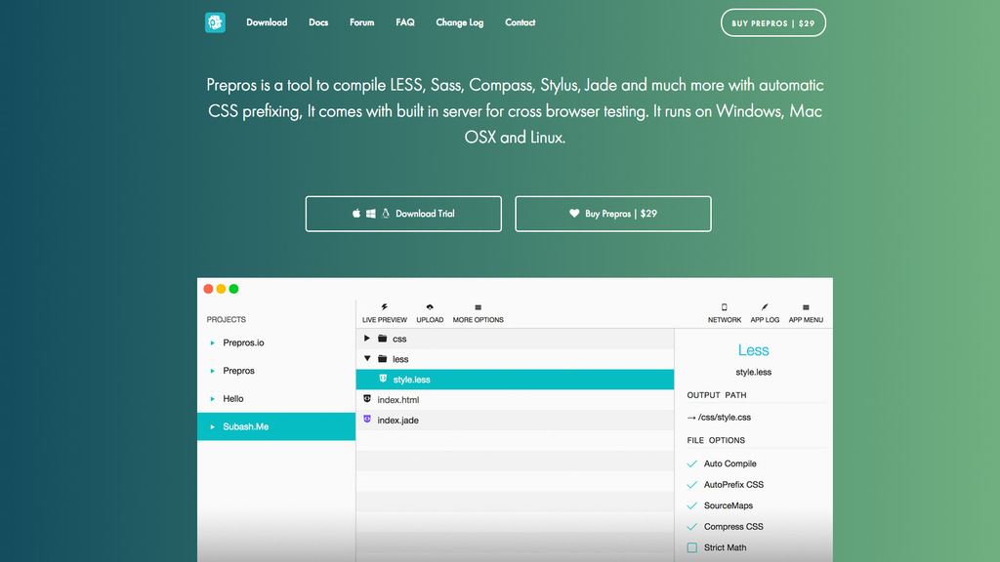 Download Docs Forum FAQ Change Log Contact BUY PREPROS | $29
Prepros is a tool to compile LESS, Sass, Compass, Stylus, Jade and much more with automatic
CSS prefixing, It comes with built in server for cross browser testing. It runs on Windows, Mac
OSX and Linux.
Download Trial
Buy Prepros | $29
PROJECTS
Prepros.io
Prepros
Hello
Subash.Me
LIVE PREVIEW UPLOAD MORE OPTIONS
NETWORK APP LOG APP MENU
css
less
style.less
index.html
index.jade
Less
style.less
OUTPUT PATH
→ /css/style.css
FILE OPTIONS
Auto Compile
AutoPrefix CSS
SourceMaps
Compress CSS
Strict Math